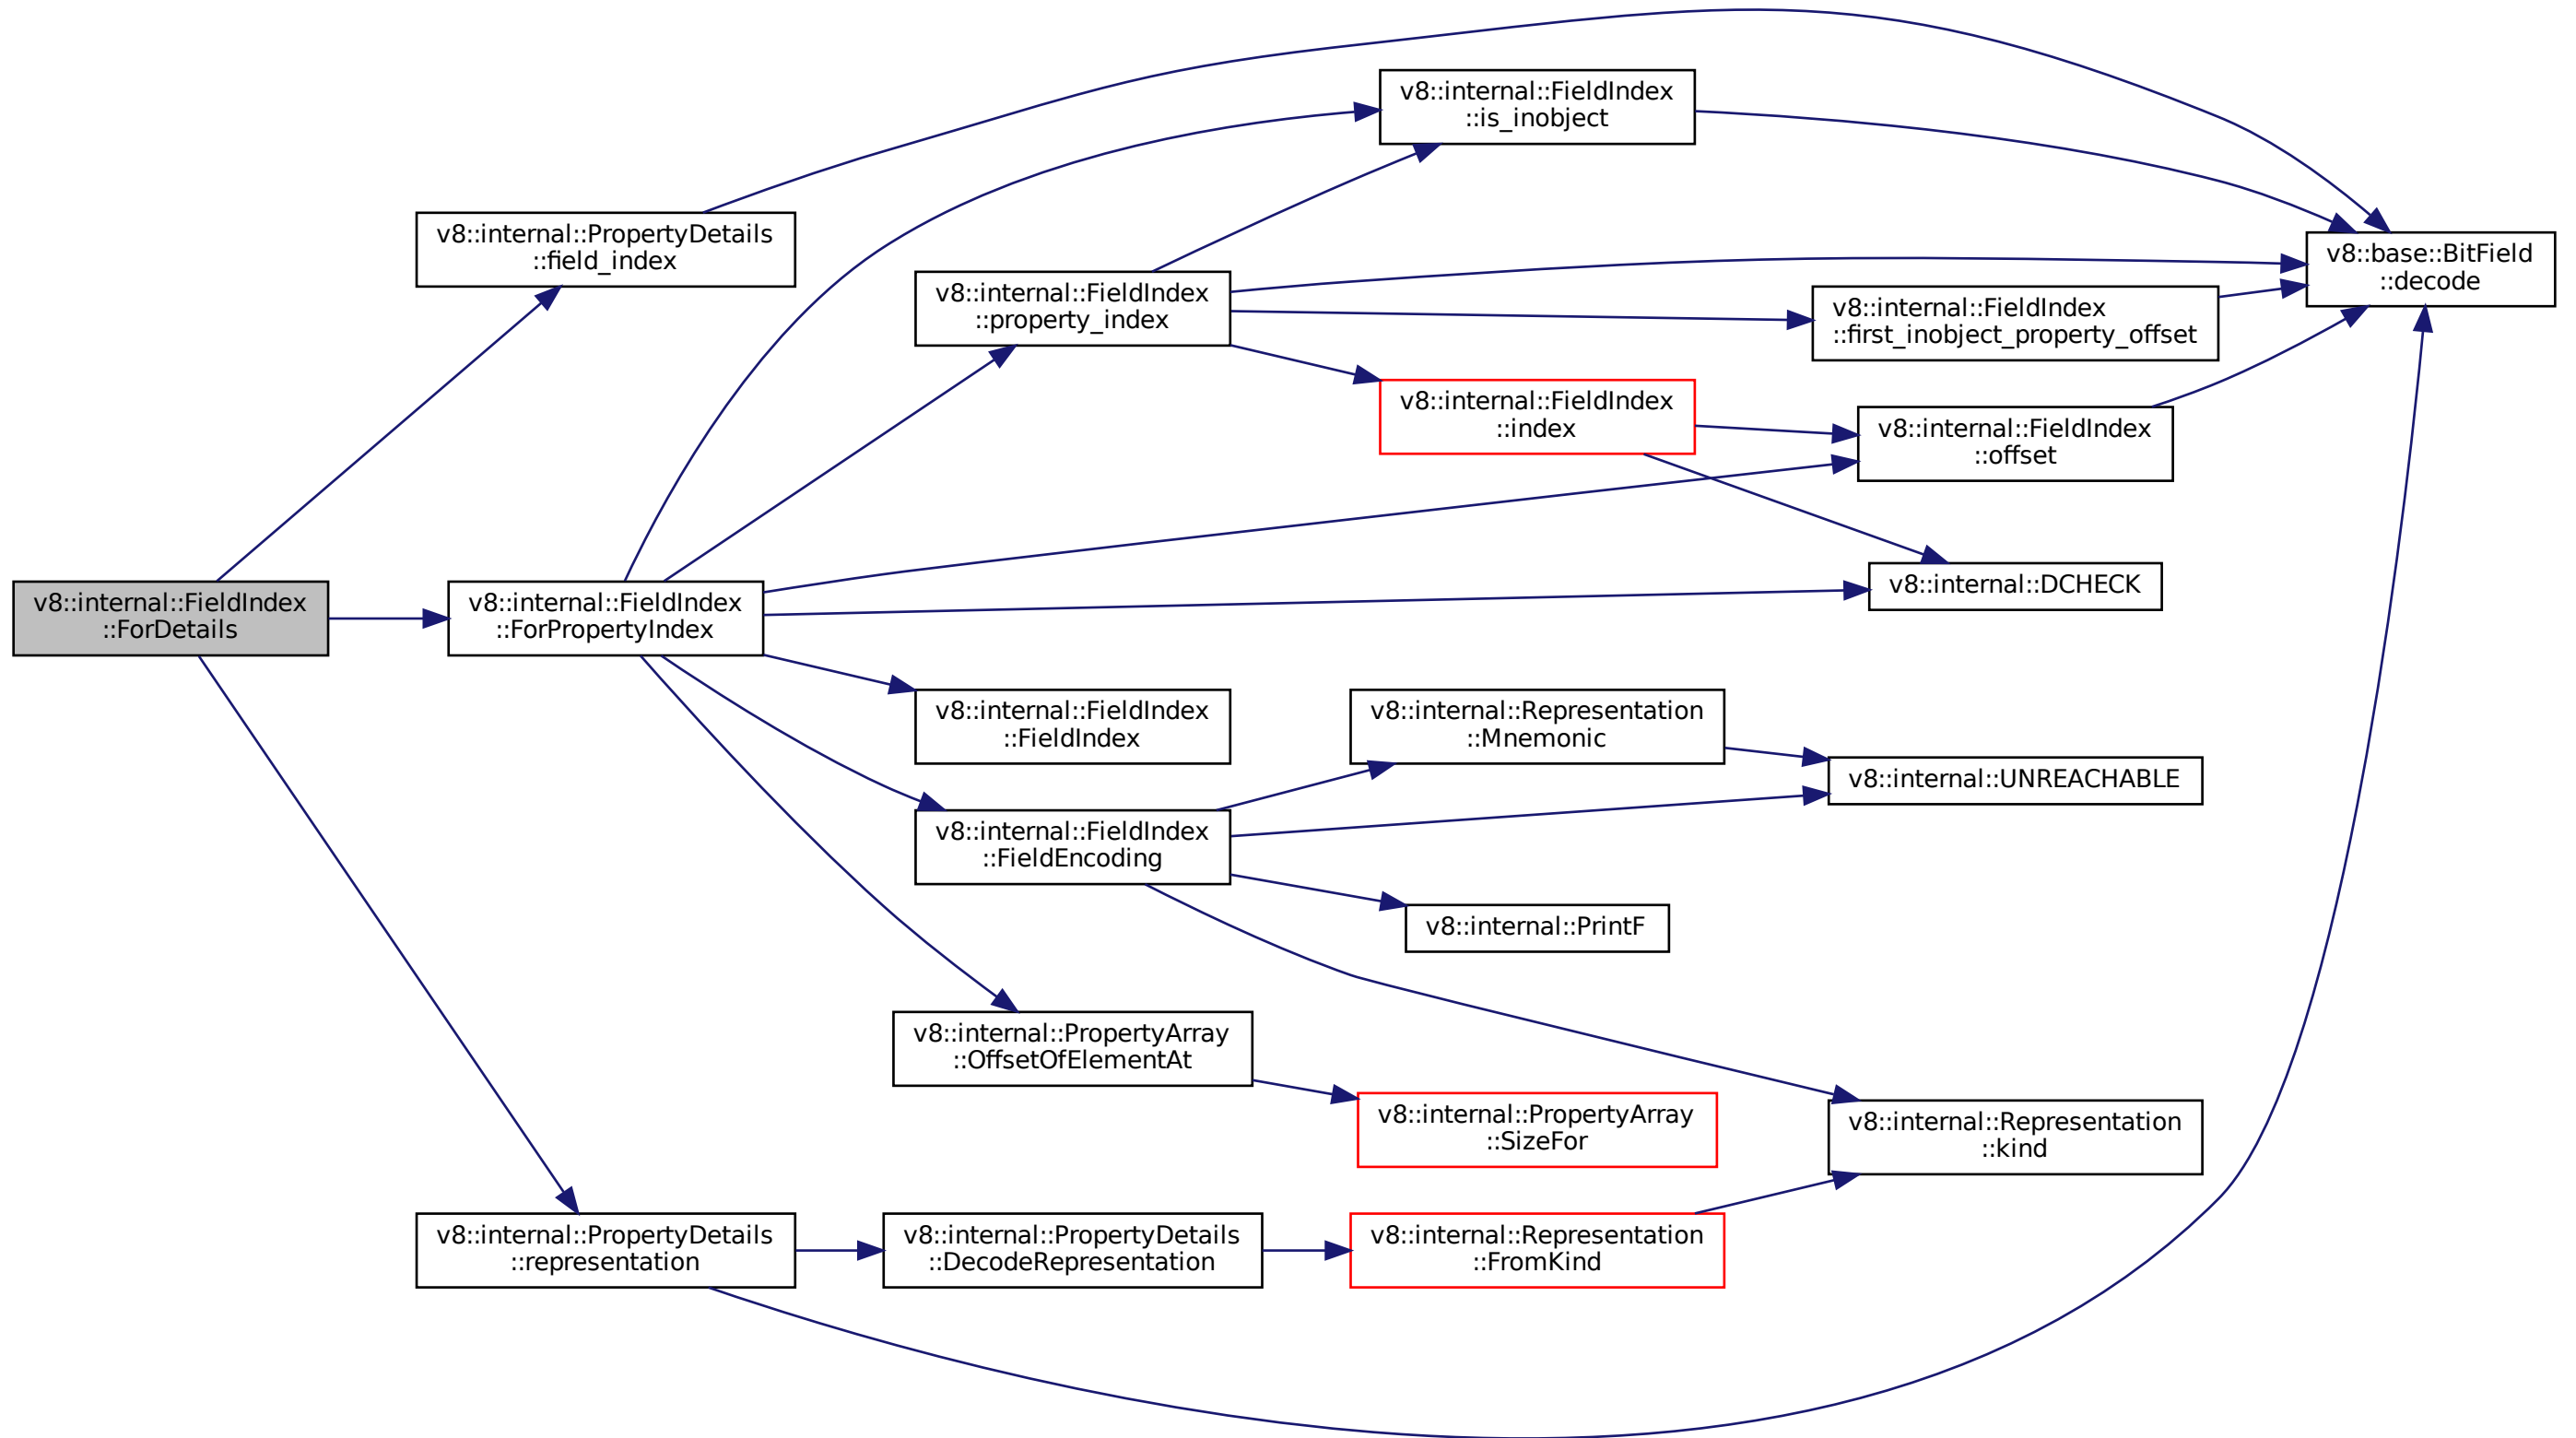 v8::internal::FieldIndex
::ForDetails
v8::internal::PropertyDetails
::field_index
v8::internal::FieldIndex
::ForPropertyIndex
v8::internal::PropertyDetails
::representation
v8::internal::FieldIndex
::property_index
v8::internal::FieldIndex
::FieldIndex
v8::internal::FieldIndex
::FieldEncoding
v8::internal::PropertyArray
::OffsetOfElementAt
v8::internal::PropertyDetails
::DecodeRepresentation
v8::internal::FieldIndex
::is_inobject
v8::internal::FieldIndex
::index
v8::internal::Representation
::Mnemonic
v8::internal::PrintF
v8::internal::PropertyArray
::SizeFor
v8::internal::Representation
::FromKind
v8::internal::FieldIndex
::first_inobject_property_offset
v8::internal::FieldIndex
::offset
v8::internal::DCHECK
v8::internal::UNREACHABLE
v8::internal::Representation
::kind
v8::base::BitField
::decode